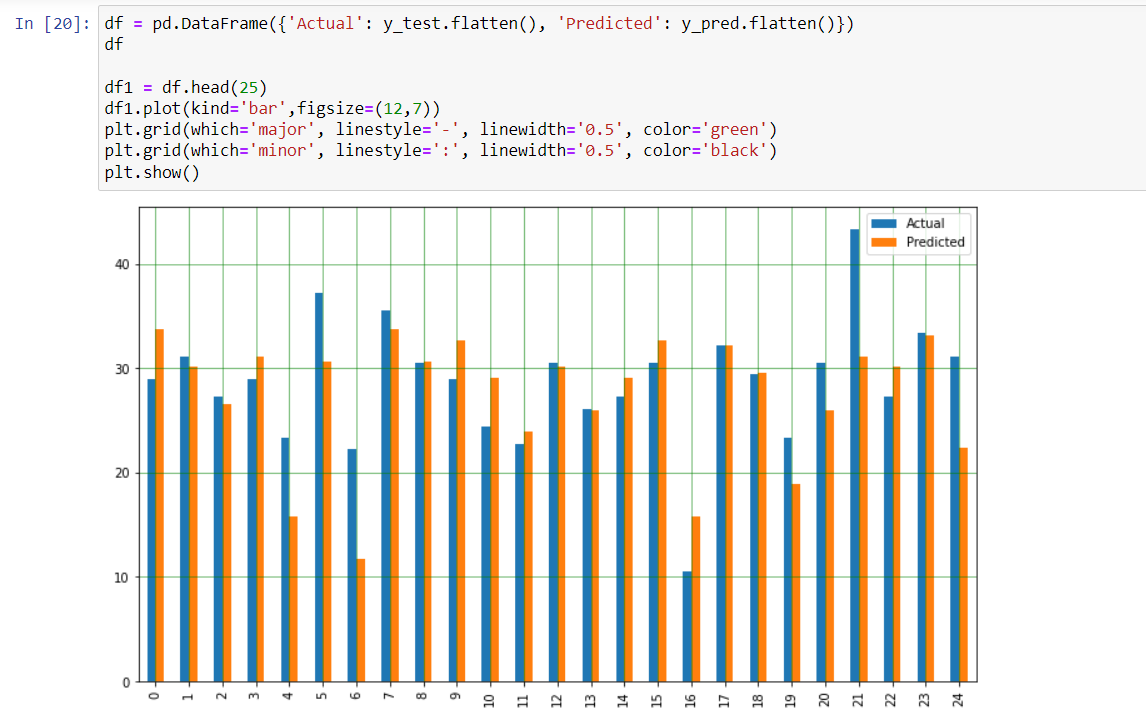 In [20]: df = pd.DataFrame({'Actual': y_test.flatten(), 'Predicted': y_pred.flatten()})
df
df1 = df.head(25)
df1.plot(kind='bar',figsize=(12,7))
plt.grid(which='major', linestyle='-', linewidth='0.5', color='green')
plt.grid(which='minor', linestyle=':', linewidth='0.5', color='black')
plt.show()
Actual
Predicted
40
30
20
10
0
0 1 2 3 4 5 6 7 8 9 10 11 12 13 14 15 16 17 18 19 20 21 22 23 24